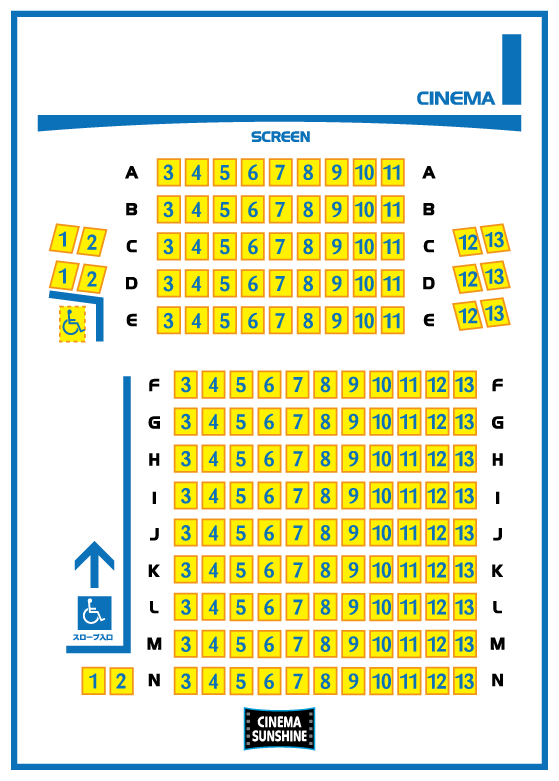 CINEMA
SCREEN
A 3 4 5 6 7 8 9 10 11 A
B 3 4 5 6 7 8 9 10 11 B
1 2 C 3 4 5 6 7 8 9 10 11 C 12 13
1 2 D 3 4 5 6 7 8 9 10 11 D 12 13
E 3 4 5 6 7 8 9 10 11 E 12 13
F 3 4 5 6 7 8 9 10 11 12 13 F
G 3 4 5 6 7 8 9 10 11 12 13 G
H 3 4 5 6 7 8 9 10 11 12 13 H
I 3 4 5 6 7 8 9 10 11 12 13 I
J 3 4 5 6 7 8 9 10 11 12 13 J
K 3 4 5 6 7 8 9 10 11 12 13 K
L 3 4 5 6 7 8 9 10 11 12 13 L
スロープ入口
M 3 4 5 6 7 8 9 10 11 12 13 M
1 2 N 3 4 5 6 7 8 9 10 11 12 13 N
CINEMA
SUNSHINE